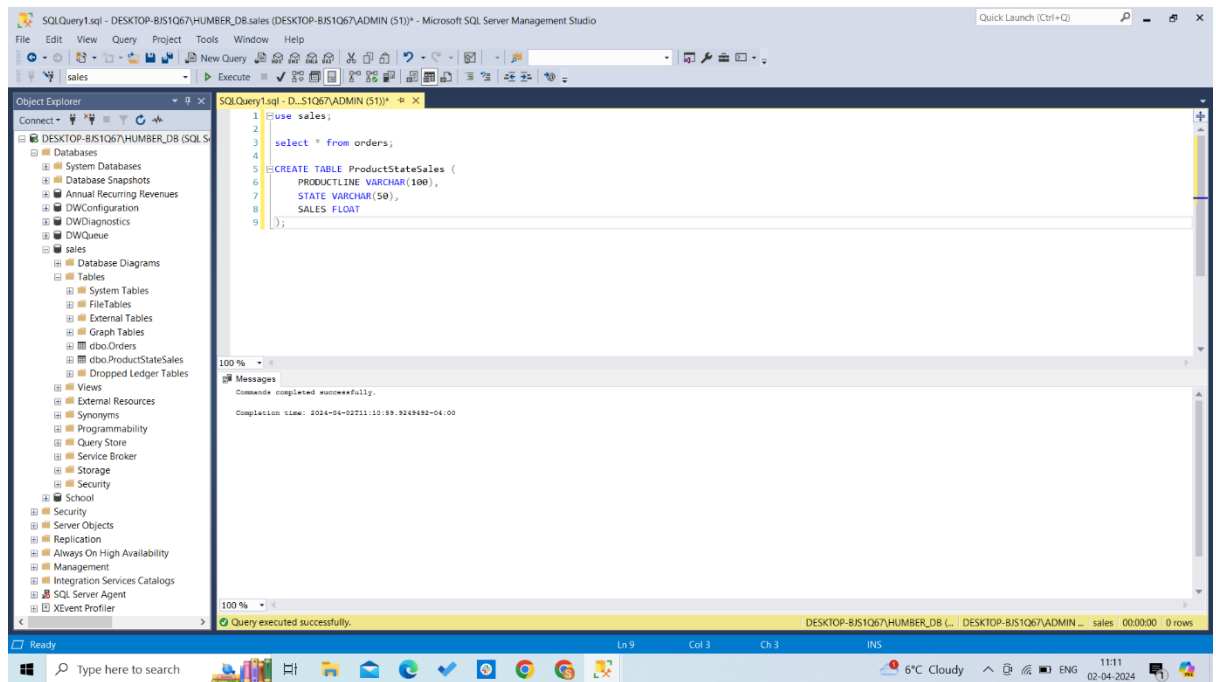 SQLQuery1.sql - DESKTOP-BJS1Q67\HUMBER_DB.sales (DESKTOP-BJS1Q67\ADMIN (51))* - Microsoft SQL Server Management Studio
Quick Launch (Ctrl+Q)
File Edit View Query Project Tools Window Help
New Query
sales
Execute
Object Explorer
SQLQuery1.sql - D...S1Q67\ADMIN (51))*
Connect
DESKTOP-BJS1Q67\HUMBER_DB (SQL S
Databases
System Databases
Database Snapshots
Annual Recurring Revenues
DWConfiguration
DWDiagnostics
DWQueue
sales
Database Diagrams
Tables
System Tables
FileTables
External Tables
Graph Tables
dbo.Orders
dbo.ProductStateSales
Dropped Ledger Tables
Views
External Resources
Synonyms
Programmability
Query Store
Service Broker
Storage
Security
School
Security
Server Objects
Replication
Always On High Availability
Management
Integration Services Catalogs
SQL Server Agent
XEvent Profiler
1 use sales;
2
3 select * from orders;
4
5 CREATE TABLE ProductStateSales (
6 PRODUCTLINE VARCHAR(100),
7 STATE VARCHAR(50),
8 SALES FLOAT
9 );
100 %
Messages
Commands completed successfully.
Completion time: 2024-04-02T11:10:59.9249492-04:00
100 %
Query executed successfully.
DESKTOP-BJS1Q67\HUMBER_DB (... DESKTOP-BJS1Q67\ADMIN ... sales 00:00:00 0 rows
Ready
Ln 9 Col 3 Ch 3 INS
Type here to search
6°C Cloudy
ENG
11:11
02-04-2024